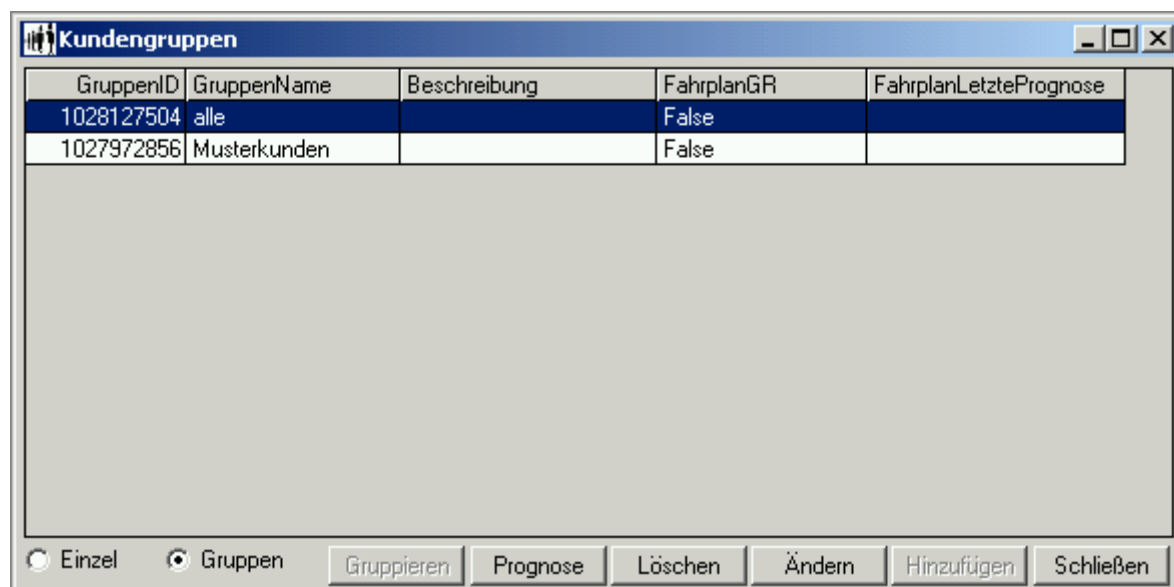 Kundengruppen
GruppenID GruppenName Beschreibung FahrplanGR FahrplanLetztePrognose
1028127504 alle False
1027972856 Musterkunden False
Einzel Gruppen Gruppieren Prognose Löschen Ändern Hinzufügen Schließen